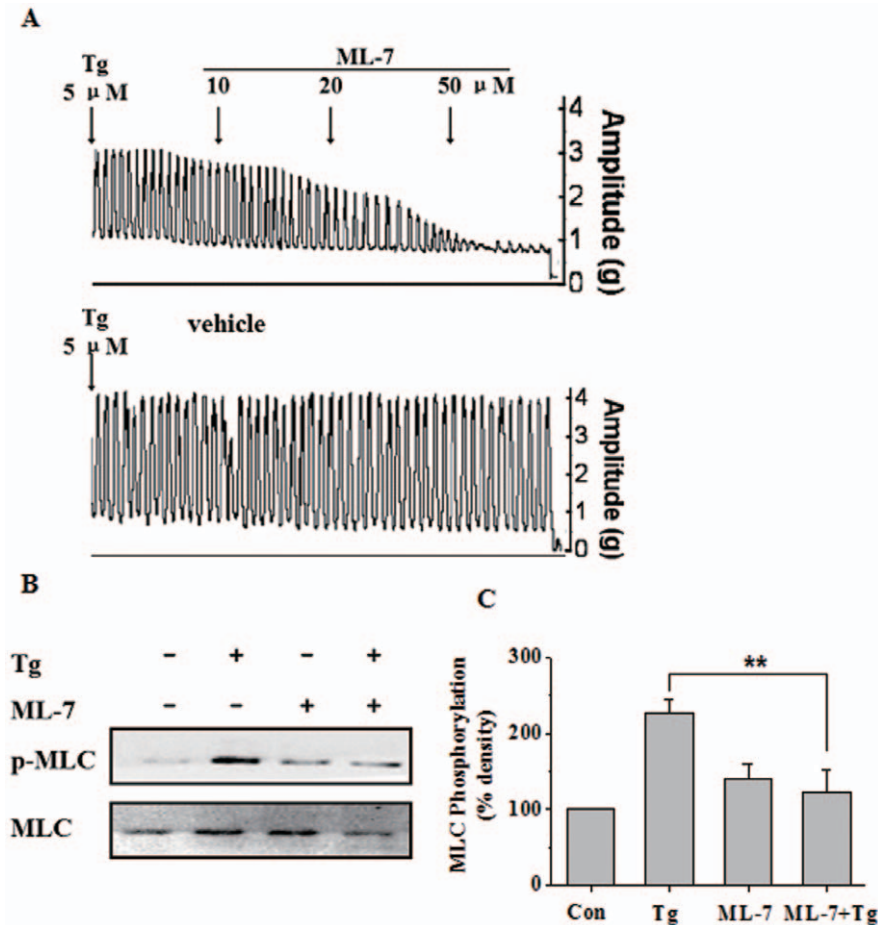 A
Tg
5 μM
ML-7
10 20 50 μM
4
3
2
1
0
Amplitude (g)
Tg
5 μM
vehicle
4
3
2
1
0
Amplitude (g)
B
Tg - + - +
ML-7 - - + +
p-MLC
MLC
C
MLC Phosphorylation
(% density)
300
200
100
0
**
Con Tg ML-7 ML-7+Tg